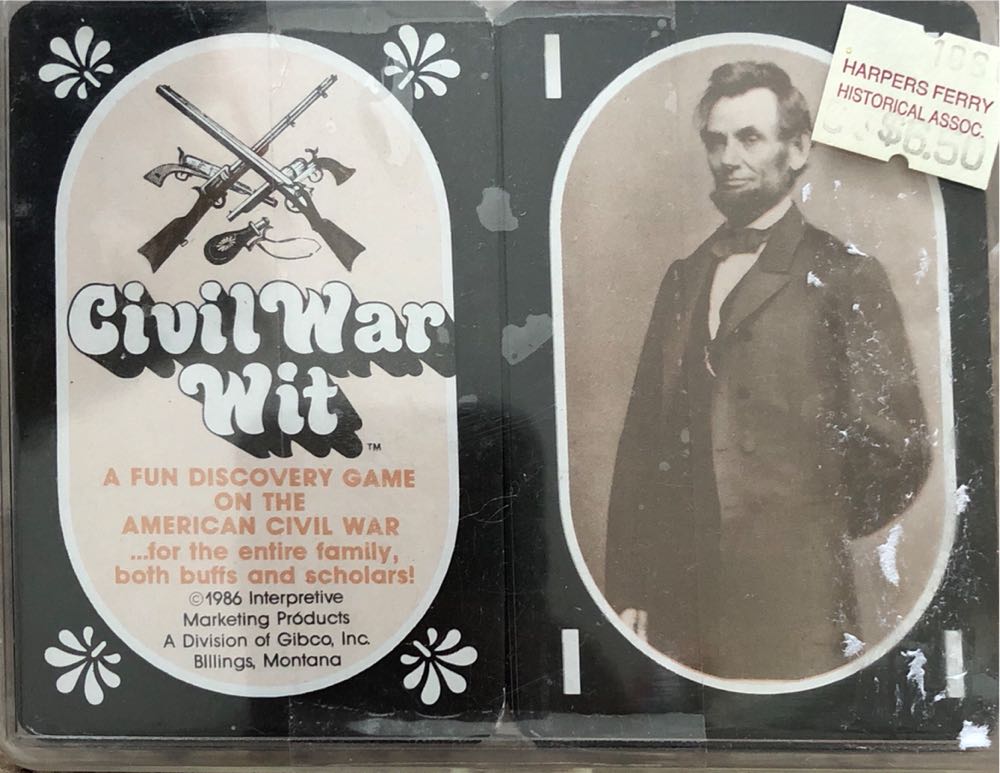 Civil War
Wit
TM
A FUN DISCOVERY GAME
ON THE
AMERICAN CIVIL WAR
...for the entire family,
both buffs and scholars!
©1986 Interpretive
Marketing Products
A Division of Gibco, Inc.
BIllings, Montana
HARPERS FERRY
HISTORICAL ASSOC.
$6.50